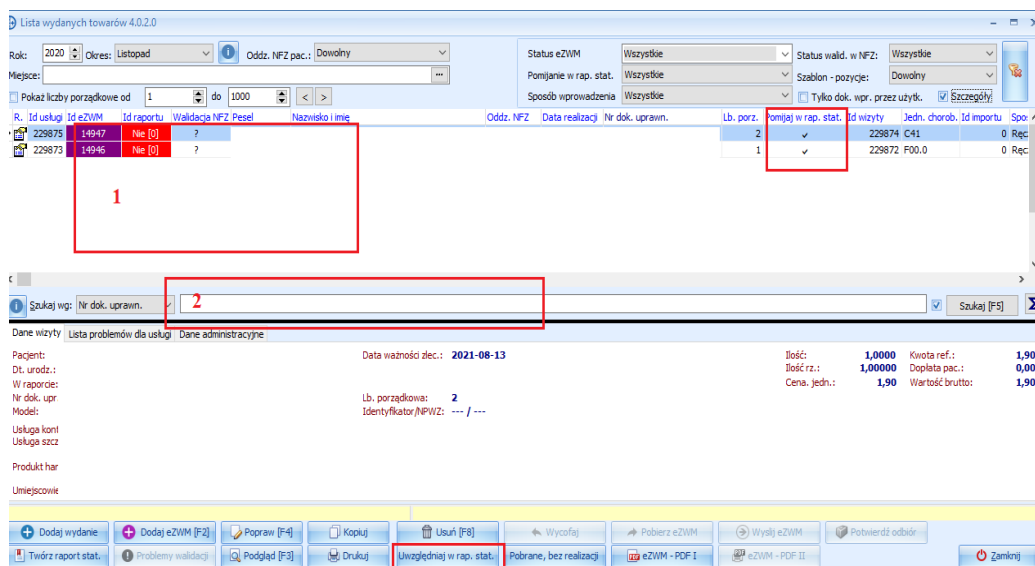 Lista wydanych towarów 4.0.2.0
Rok: 2020 Okres: Listopad Oddz. NFZ pac.: Dowolny Status eZWM Wszystkie Status walid. w NFZ: Wszystkie
Miejsce: ... Pomijanie w rap. stat. Wszystkie Szablon - pozycje: Dowolny
Pokaż liczby porządkowe od 1 do 1000 < > Sposób wprowadzenia Wszystkie Tylko dok. wpr. przez użytk. Szczegóły
R. Id usługi Id eZWM Id raportu Walidacja NFZ Pesel Nazwisko i imię Oddz. NFZ Data realizacji Nr dok. uprawn. Lb. porz. Pomijaj w rap. stat. Id wizyty Jedn. chorob. Id importu Spo:
229875 14947 Nie [0] ? 2 229874 C41 0 Ręc
229873 14946 Nie [0] ? 1 229872 F00.0 0 Ręc
1
Szukaj wg: Nr dok. uprawn. 2 Szukaj [F5] Σ
Dane wizyty Lista problemów dla usługi Dane administracyjne
Pacjent: Data ważności zlec.: 2021-08-13 Ilość: 1,0000 Kwota ref.: 1,90
Dt. urodz.: Ilość rz.: 1,00000 Dopłata pac.: 0,00
W raporcie: Cena. jedn.: 1,90 Wartość brutto: 1,90
Nr dok. upr Lb. porządkowa: 2
Model: Identyfikator/NPWZ: --- / ---
Usługa kont
Usługa szcz
Produkt har
Umiejscowie
Dodaj wydanie Dodaj eZWM [F2] Popraw [F4] Kopiuj Usuń [F8] Wycofaj Pobierz eZWM Wyślij eZWM Potwierdź odbiór
Twórz raport stat. Problemy walidacji Podgląd [F3] Drukuj Uwzględniaj w rap. stat. Pobrane, bez realizacji eZWM - PDF I eZWM - PDF II Zamknij